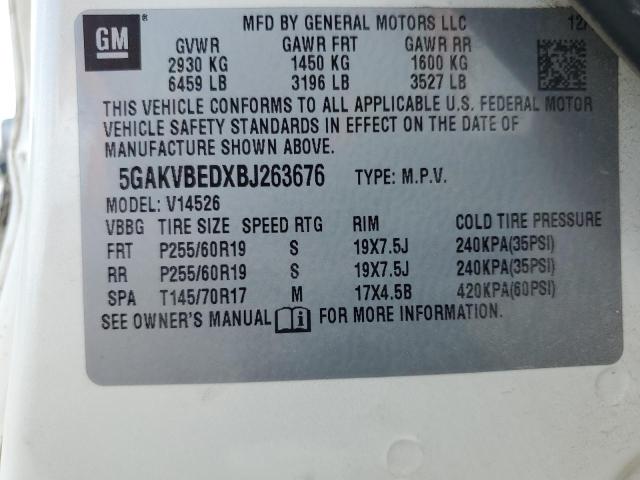 GM
MFD BY GENERAL MOTORS LLC 12/
GVWR GAWR FRT GAWR RR
2930 KG 1450 KG 1600 KG
6459 LB 3196 LB 3527 LB
THIS VEHICLE CONFORMS TO ALL APPLICABLE U.S. FEDERAL MOTOR
VEHICLE SAFETY STANDARDS IN EFFECT ON THE DATE OF
MANUFACTURE SHOWN ABOVE.
5GAKVBEDXBJ263676 TYPE: M.P.V.
MODEL: V14526
VBBG TIRE SIZE SPEED RTG RIM COLD TIRE PRESSURE
FRT P255/60R19 S 19X7.5J 240KPA(35PSI)
RR P255/60R19 S 19X7.5J 240KPA(35PSI)
SPA T145/70R17 M 17X4.5B 420KPA(60PSI)
SEE OWNER'S MANUAL i FOR MORE INFORMATION.